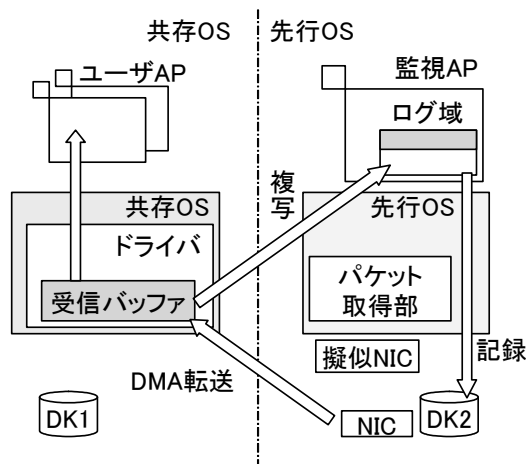 共存OS
先行OS
ユーザAP
監視AP
ログ域
複写
共存OS
先行OS
ドライバ
受信バッファ
パケット
取得部
擬似NIC
記録
DMA転送
DK1
NIC
DK2